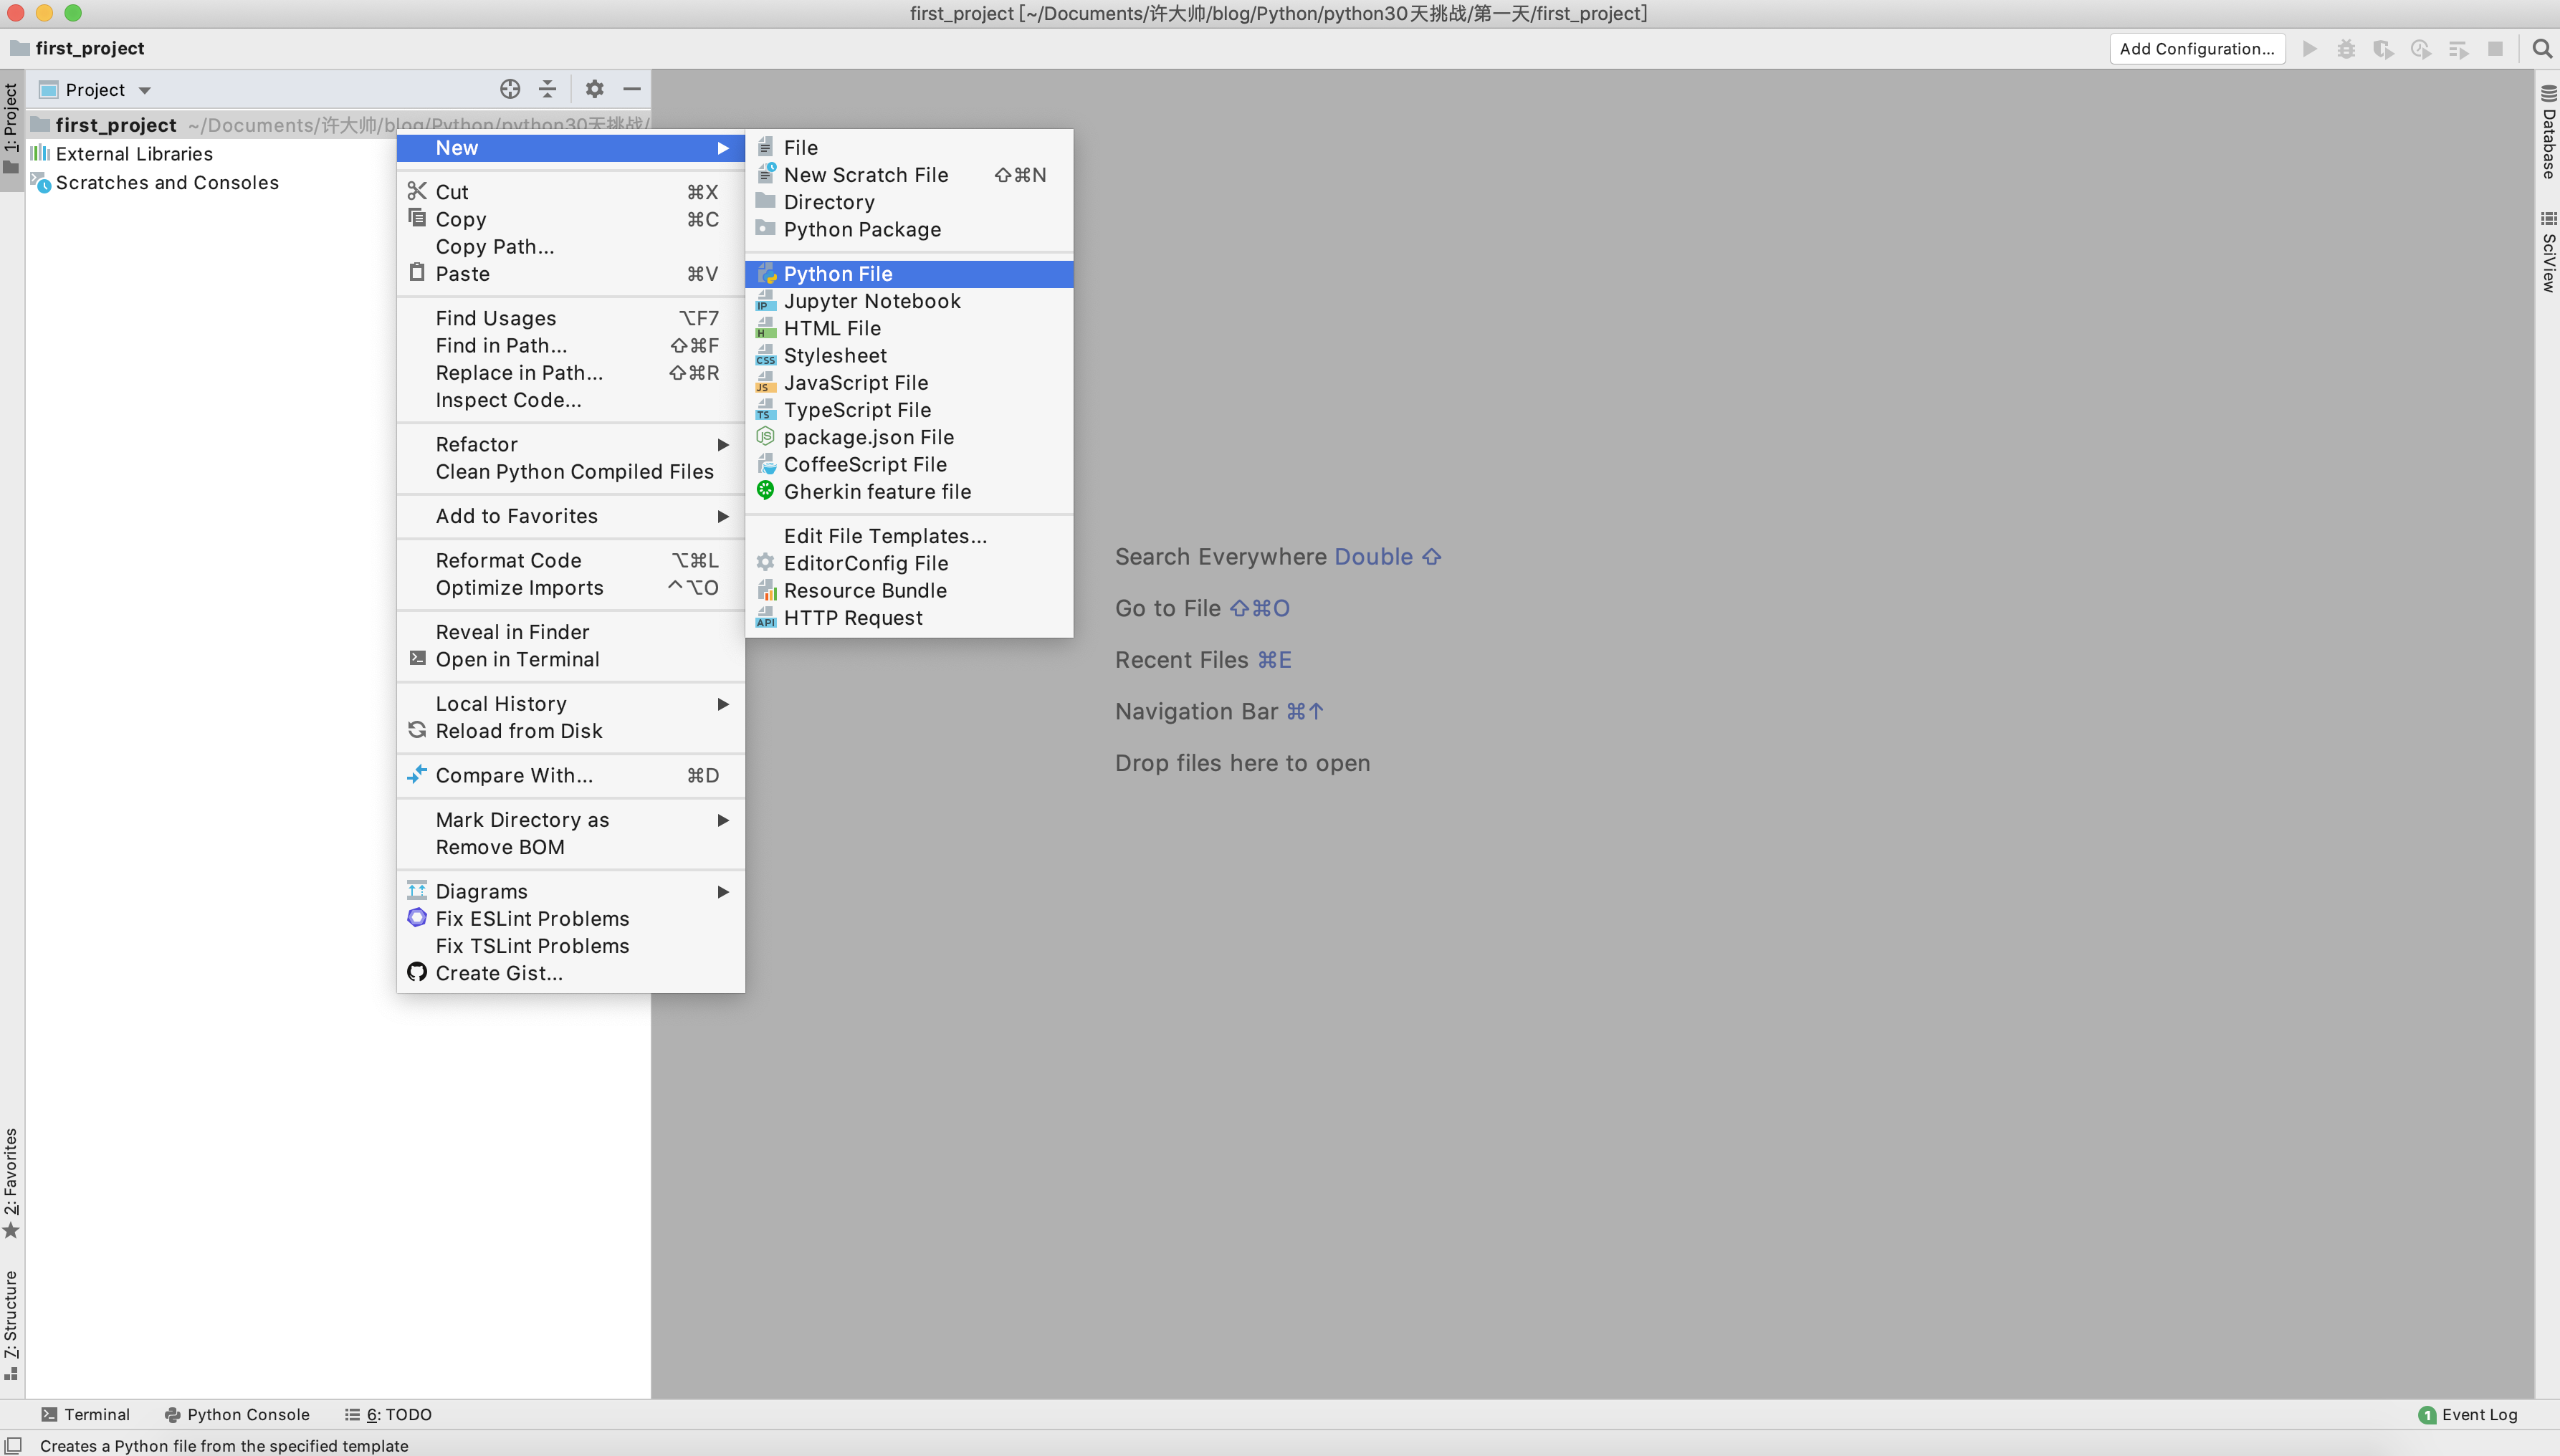 first_project [~/Documents/许大帅/blog/Python/python30天挑战/第一天/first_project]
first_project
Add Configuration...
1: Project
Project
first_project ~/Documents/许大帅/blog/Python/python30天挑战/
External Libraries
Scratches and Consoles
New
Cut ⌘X
Copy ⌘C
Copy Path...
Paste ⌘V
Find Usages ⌥F7
Find in Path... ⇧⌘F
Replace in Path... ⇧⌘R
Inspect Code...
Refactor
Clean Python Compiled Files
Add to Favorites
Reformat Code ⌥⌘L
Optimize Imports ^⌥O
Reveal in Finder
Open in Terminal
Local History
Reload from Disk
Compare With... ⌘D
Mark Directory as
Remove BOM
Diagrams
Fix ESLint Problems
Fix TSLint Problems
Create Gist...
File
New Scratch File ⇧⌘N
Directory
Python Package
Python File
Jupyter Notebook
HTML File
Stylesheet
JavaScript File
TypeScript File
package.json File
CoffeeScript File
Gherkin feature file
Edit File Templates...
EditorConfig File
Resource Bundle
HTTP Request
Search Everywhere Double ⇧
Go to File ⇧⌘O
Recent Files ⌘E
Navigation Bar ⌘↑
Drop files here to open
Database
SciView
2: Favorites
7: Structure
Terminal
Python Console
6: TODO
1 Event Log
Creates a Python file from the specified template